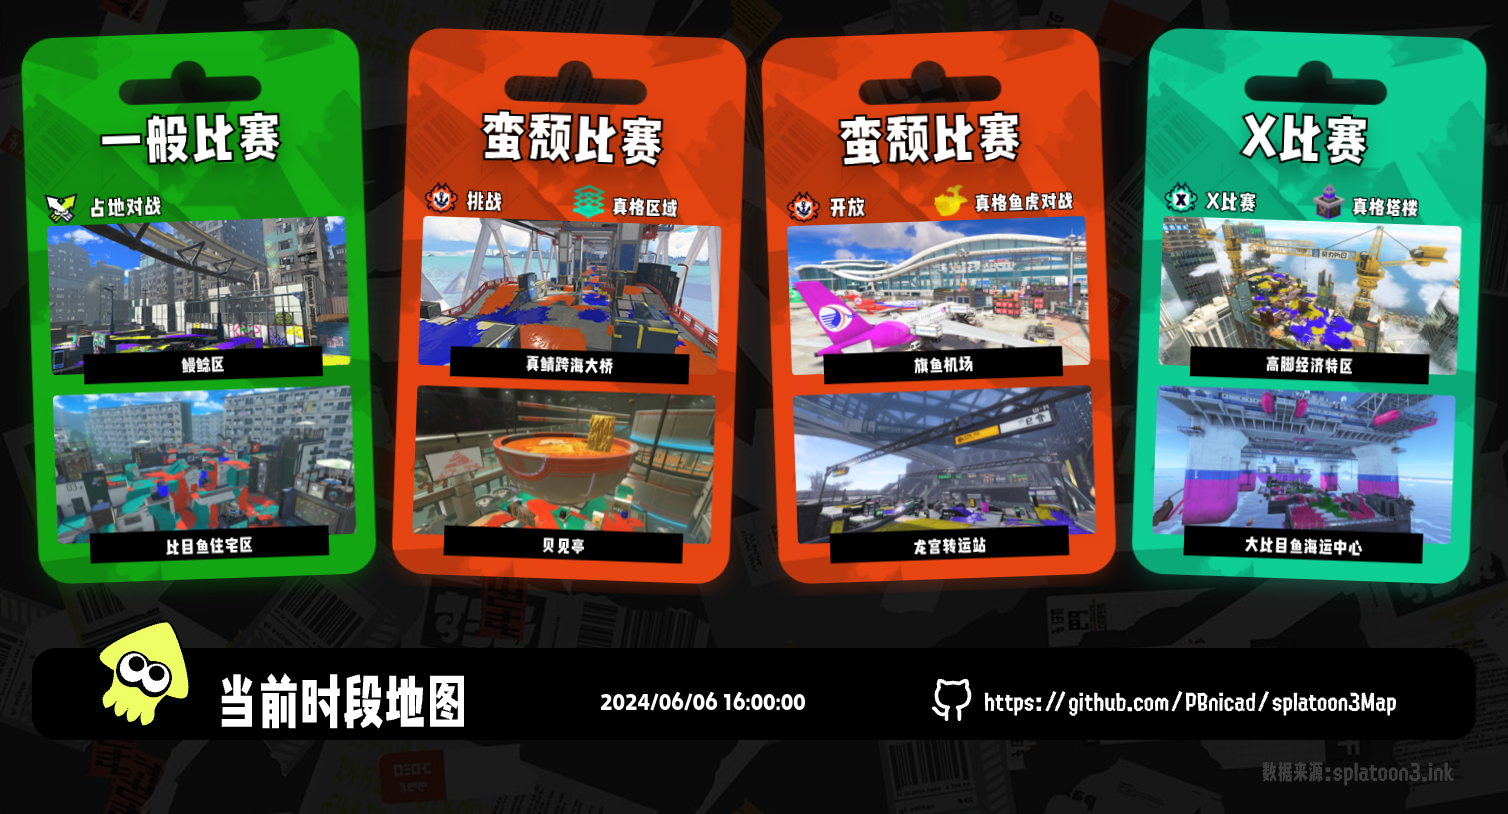 一般比赛
占地对战
鳗鲶区
比目鱼住宅区
蛮颓比赛
挑战
真格区域
真鲭跨海大桥
贝见亭
蛮颓比赛
开放
真格鱼虎对战
旗鱼机场
龙宫转运站
X比赛
X比赛
真格塔楼
高脚经济特区
大比目鱼海运中心
当前时段地图
2024/06/06 16:00:00
https://github.com/PBnicad/splatoon3Map
数据来源:splatoon3.ink